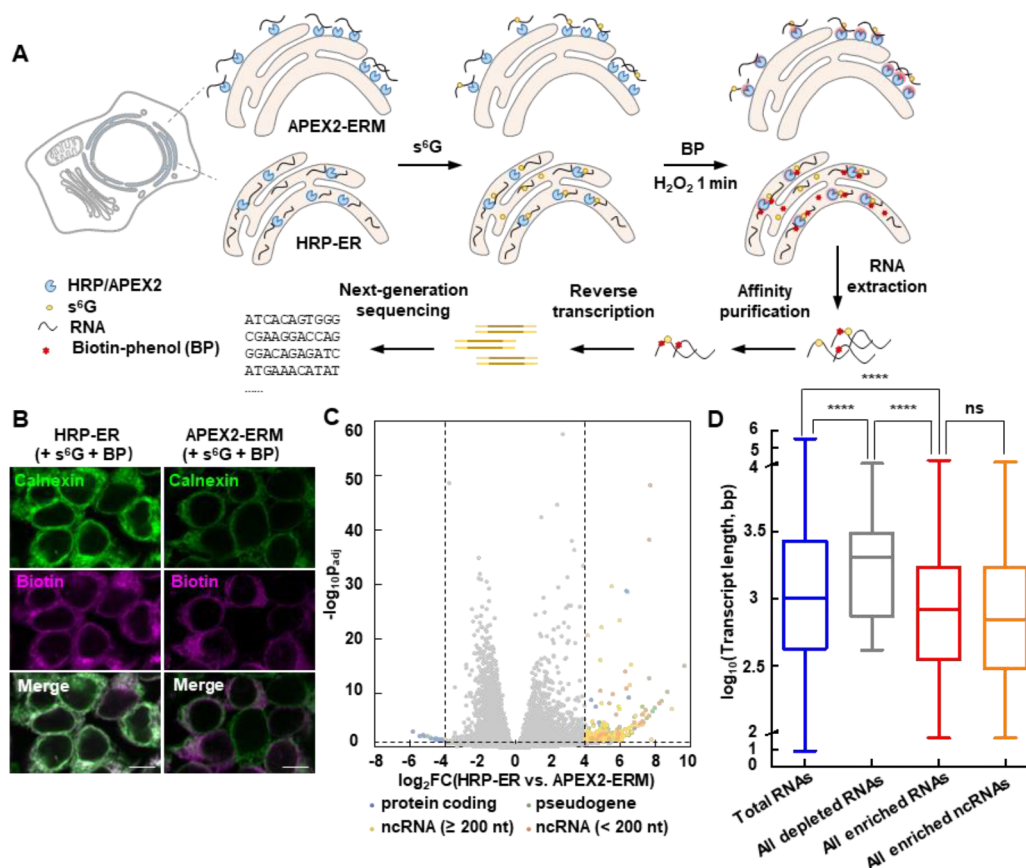 A
APEX2-ERM
HRP-ER
s⁶G
BP
H₂O₂ 1 min
HRP/APEX2
s⁶G
RNA
Biotin-phenol (BP)
RNA
extraction
Affinity
purification
Reverse
transcription
Next-generation
sequencing
ATCACAGTGGG
CGAAGGACCAG
GGACAGAGATC
ATGAAACATAT
......
B
HRP-ER
(+ s⁶G + BP)
APEX2-ERM
(+ s⁶G + BP)
Calnexin
Calnexin
Biotin
Biotin
Merge
Merge
C
-log₁₀p_adj
60
50
40
30
20
10
0
-8 -6 -4 -2 0 2 4 6 8 10
log₂FC(HRP-ER vs. APEX2-ERM)
protein coding
pseudogene
ncRNA (≥ 200 nt)
ncRNA (< 200 nt)
D
****
**** **** ns
log₁₀(Transcript length, bp)
6
5
4
3.5
3
2.5
2
1
0
Total RNAs
All depleted RNAs
All enriched RNAs
All enriched ncRNAs